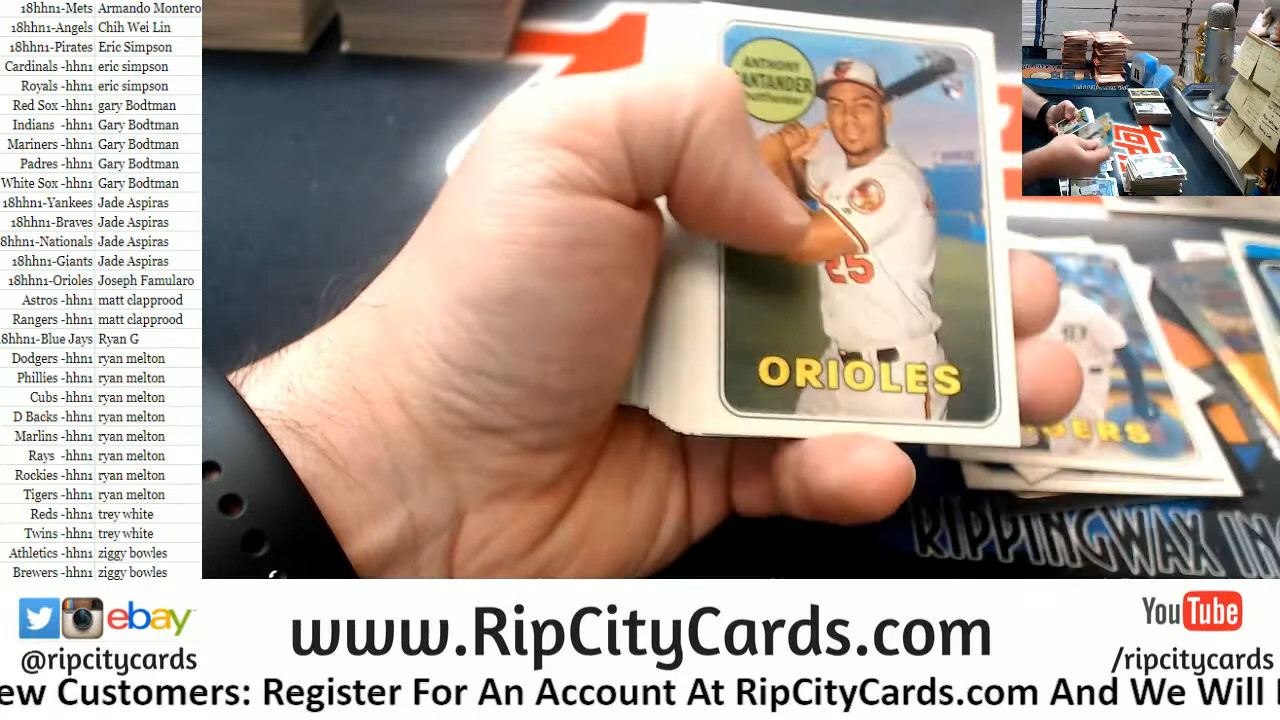 18hhn1-Mets Armando Montero
18hhn1-Angels Chih Wei Lin
18hhn1-Pirates Eric Simpson
Cardinals -hhn1 eric simpson
Royals -hhn1 eric simpson
Red Sox -hhn1 gary Bodtman
Indians -hhn1 Gary Bodtman
Mariners -hhn1 Gary Bodtman
Padres -hhn1 Gary Bodtman
White Sox -hhn1 Gary Bodtman
18hhn1-Yankees Jade Aspiras
18hhn1-Braves Jade Aspiras
8hhn1-Nationals Jade Aspiras
18hhn1-Giants Jade Aspiras
18hhn1-Orioles Joseph Famularo
Astros -hhn1 matt clapprood
Rangers -hhn1 matt clapprood
8hhn1-Blue Jays Ryan G
Dodgers -hhn1 ryan melton
Phillies -hhn1 ryan melton
Cubs -hhn1 ryan melton
D Backs -hhn1 ryan melton
Marlins -hhn1 ryan melton
Rays -hhn1 ryan melton
Rockies -hhn1 ryan melton
Tigers -hhn1 ryan melton
Reds -hhn1 trey white
Twins -hhn1 trey white
Athletics -hhn1 ziggy bowles
Brewers -hhn1 ziggy bowles
ANTHONY
ANTANDER
25
ORIOLES
ERS
RIPPINGWAX IN
ebay
@ripcitycards
www.RipCityCards.com
YouTube
/ripcitycards
ew Customers: Register For An Account At RipCityCards.com And We Will